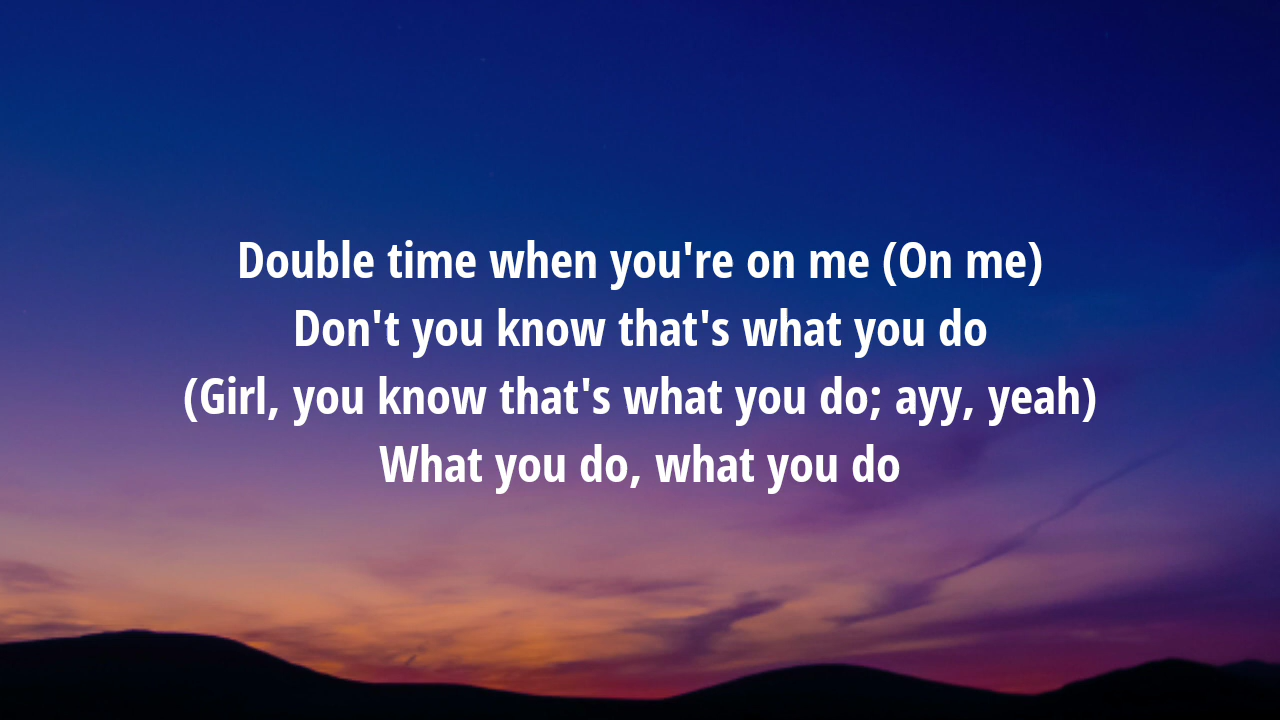 Double time when you're on me (On me)
Don't you know that's what you do
(Girl, you know that's what you do; ayy, yeah)
What you do, what you do